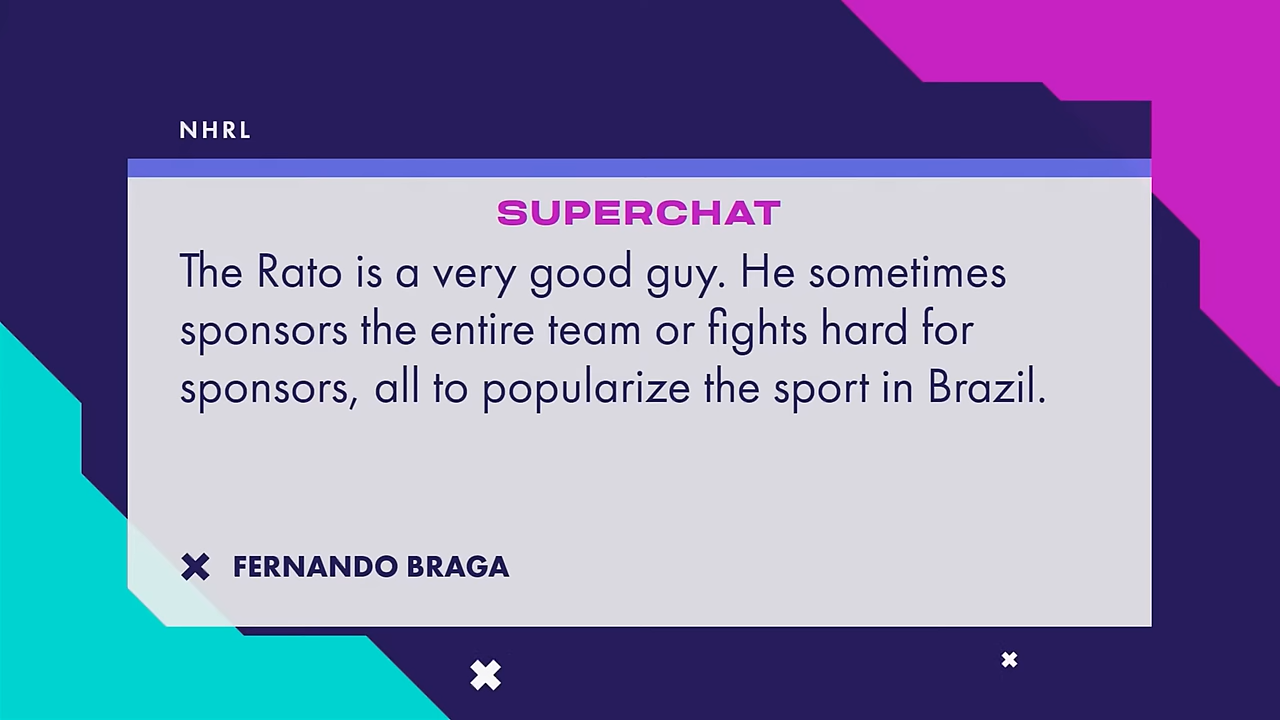 NHRL
SUPERCHAT
The Rato is a very good guy. He sometimes
sponsors the entire team or fights hard for
sponsors, all to popularize the sport in Brazil.
FERNANDO BRAGA